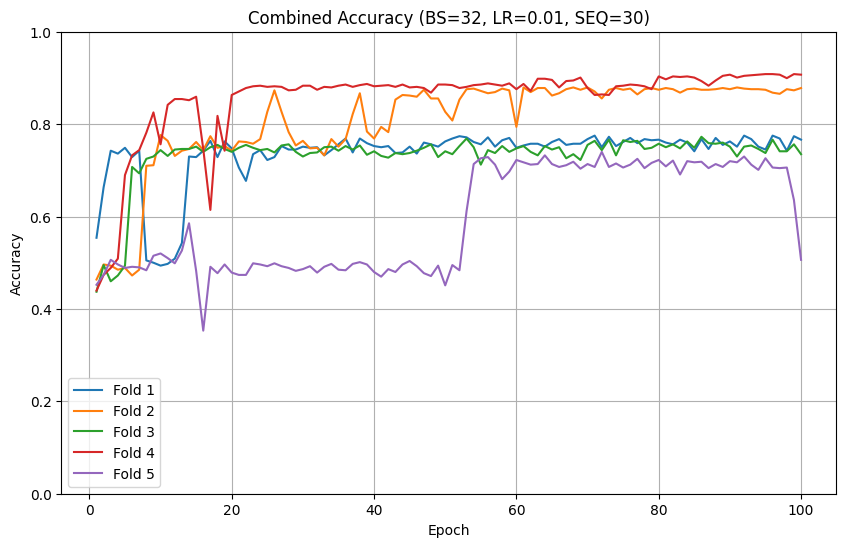 Combined Accuracy (BS=32, LR=0.01, SEQ=30)
1.0
0.8
0.6
0.4
0.2
0.0
Accuracy
Fold 1
Fold 2
Fold 3
Fold 4
Fold 5
0 20 40 60 80 100
Epoch